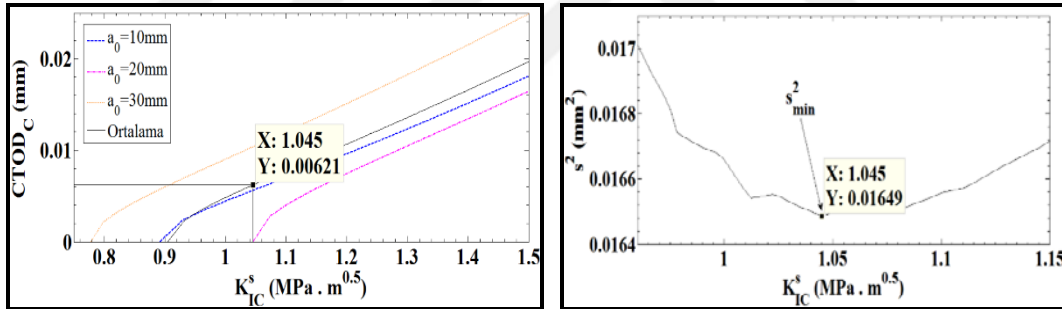 CTOD_C (mm)
0.02
0.01
0
a_0=10mm
a_0=20mm
a_0=30mm
Ortalama
X: 1.045
Y: 0.00621
0.8 0.9 1 1.1 1.2 1.3 1.4 1.5
K_IC^s (MPa . m^0.5)
s^2 (mm^2)
0.017
0.0168
0.0166
0.0164
s^2_min
X: 1.045
Y: 0.01649
1 1.05 1.1 1.15
K_IC^s (MPa . m^0.5)